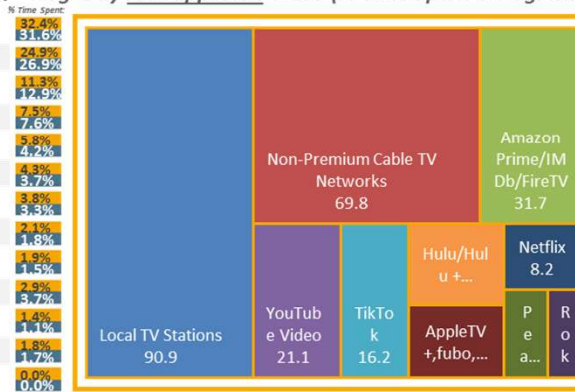 % Time Spent:
32.4%
31.6%
24.9%
26.9%
11.3%
12.9%
7.5%
7.6%
5.8%
4.2%
4.3%
3.7%
3.8%
3.3%
2.1%
1.8%
1.9%
1.5%
2.9%
3.7%
1.4%
1.1%
1.8%
1.7%
0.0%
0.0%
Local TV Stations
90.9
Non-Premium Cable TV
Networks
69.8
Amazon
Prime/IM
Db/FireTV
31.7
YouTub
e Video
21.1
TikTo
k
16.2
Hulu/Hul
u +...
AppleTV
+,fubo,...
Netflix
8.2
P
e
a...
R
o
k